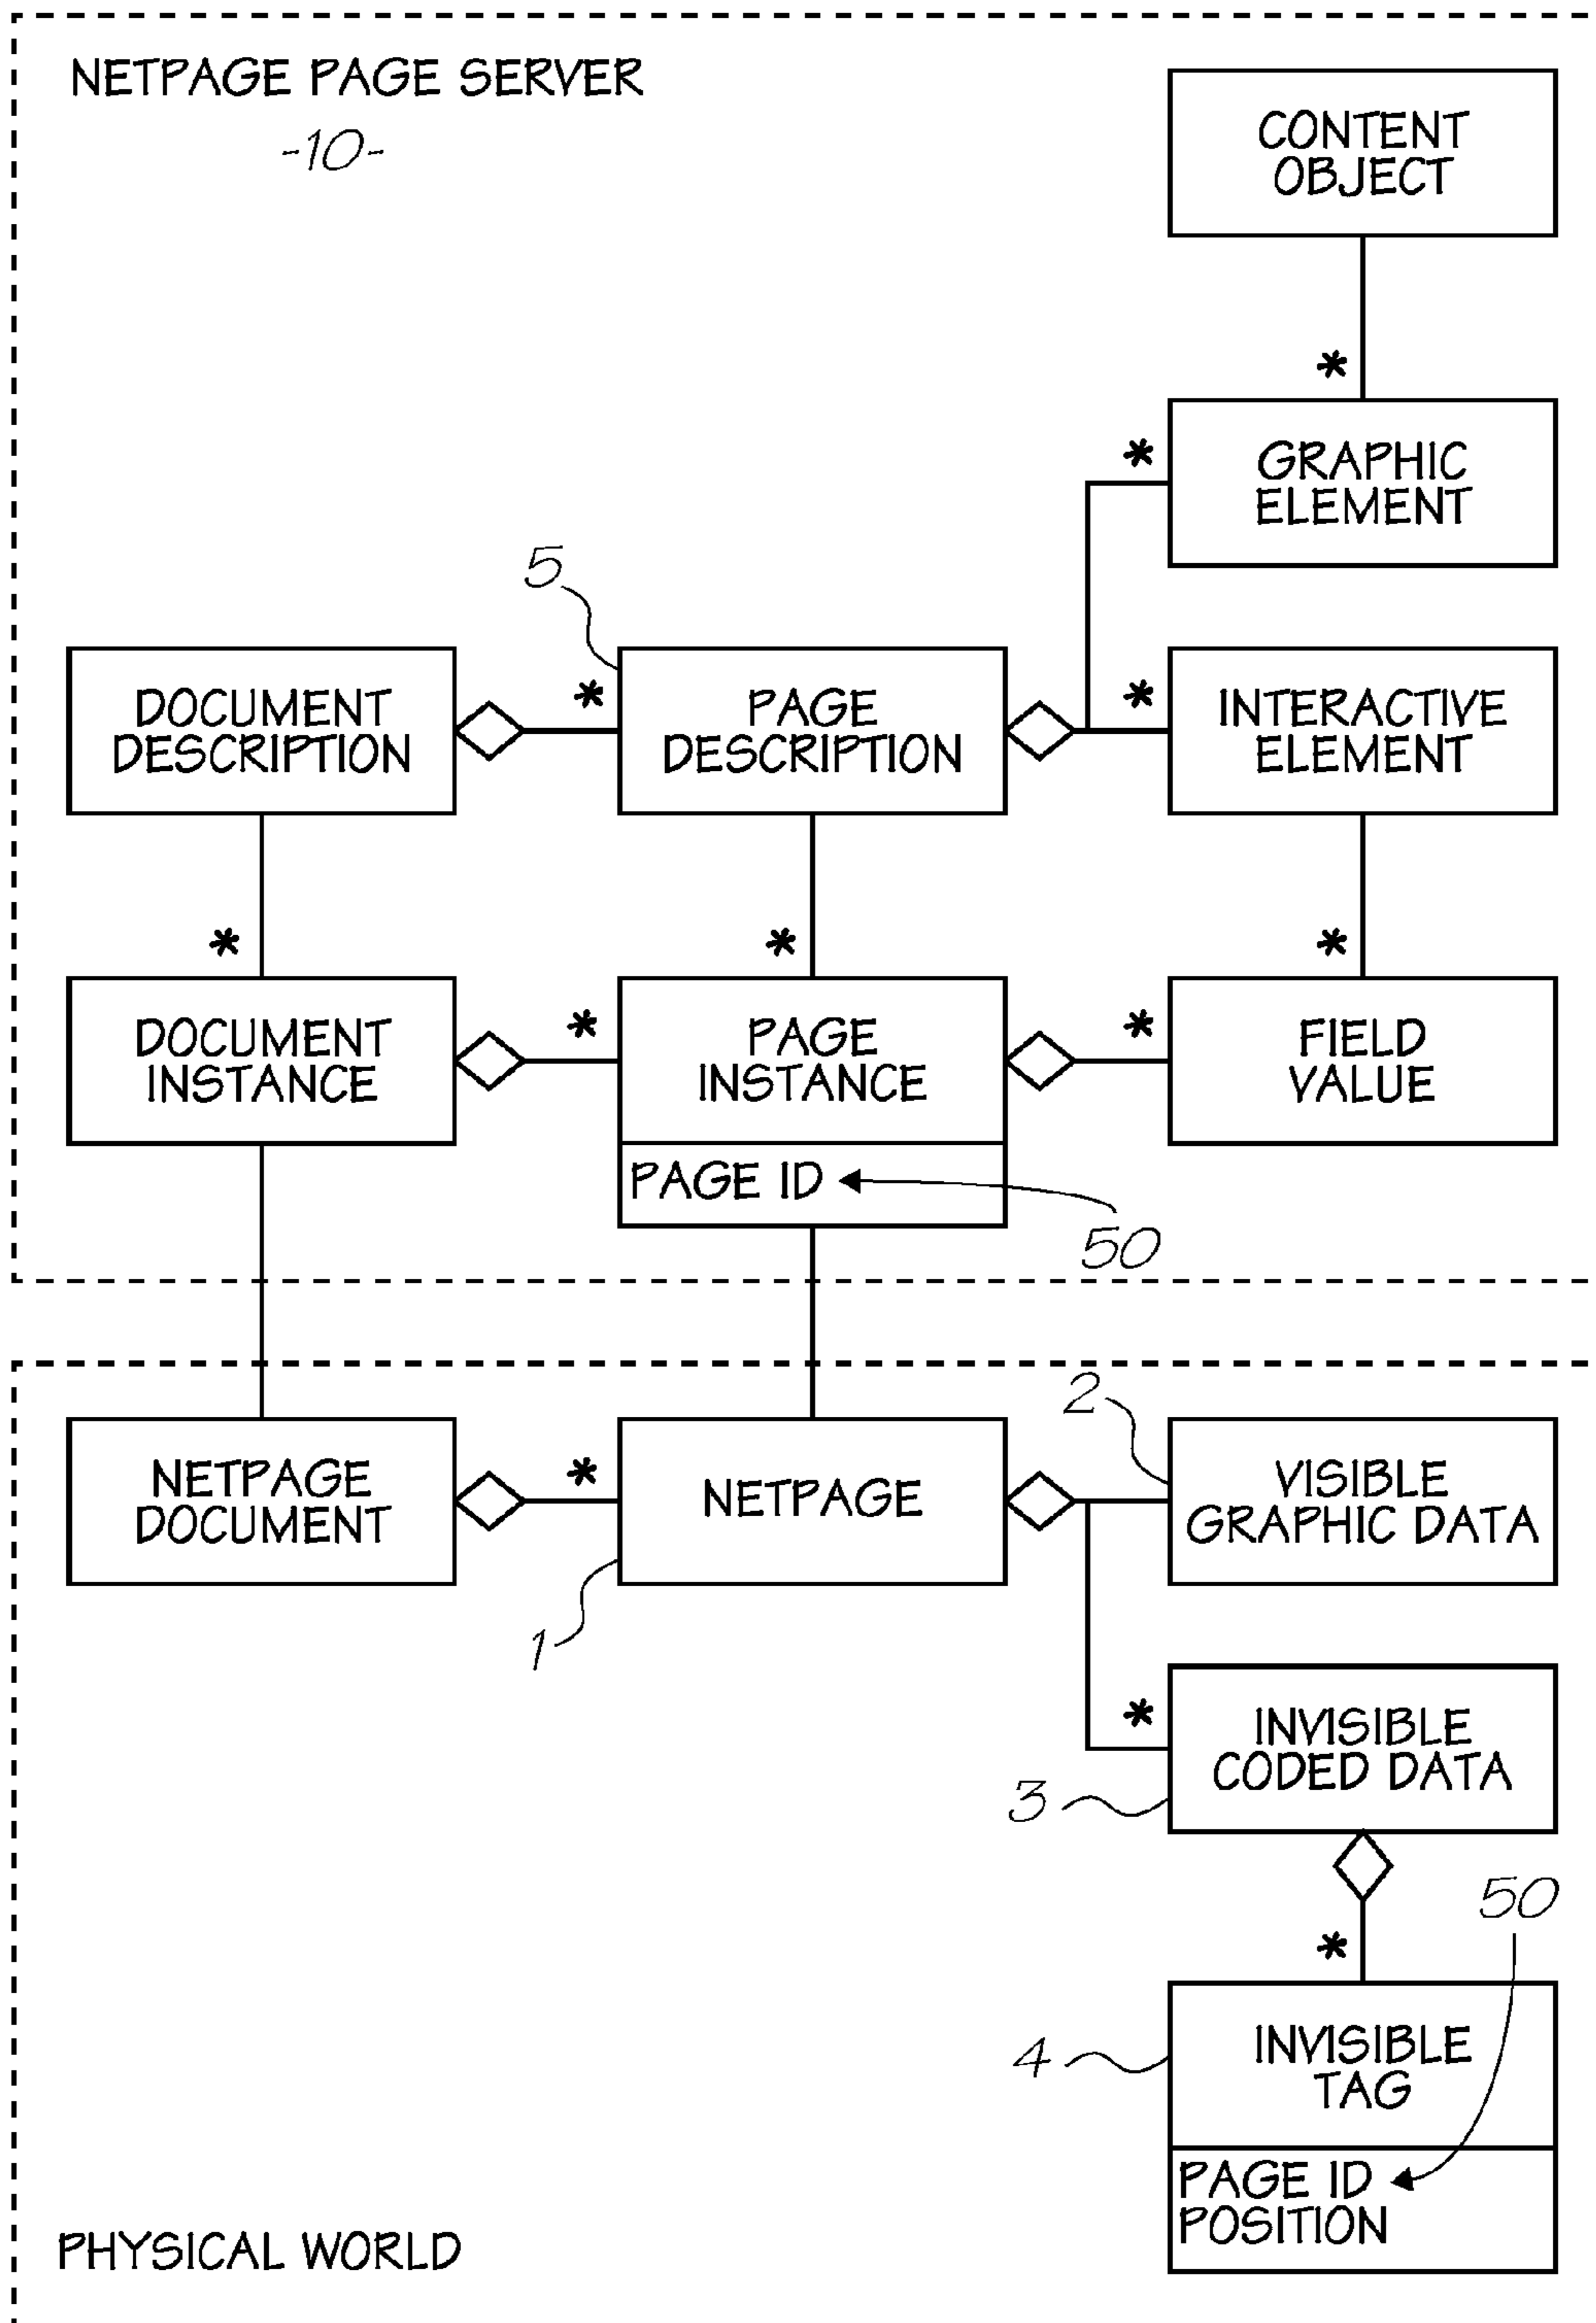 NETPAGE PAGE SERVER
-10-
CONTENT
OBJECT
*
GRAPHIC
ELEMENT
*
5
DOCUMENT
DESCRIPTION
*
PAGE
DESCRIPTION
*
INTERACTIVE
ELEMENT
*
*
*
DOCUMENT
INSTANCE
*
PAGE
INSTANCE
*
FIELD
VALUE
PAGE ID
50
NETPAGE
DOCUMENT
*
NETPAGE
1
2
VISIBLE
GRAPHIC DATA
*
INVISIBLE
CODED DATA
3
50
*
4
INVISIBLE
TAG
PAGE ID
POSITION
PHYSICAL WORLD